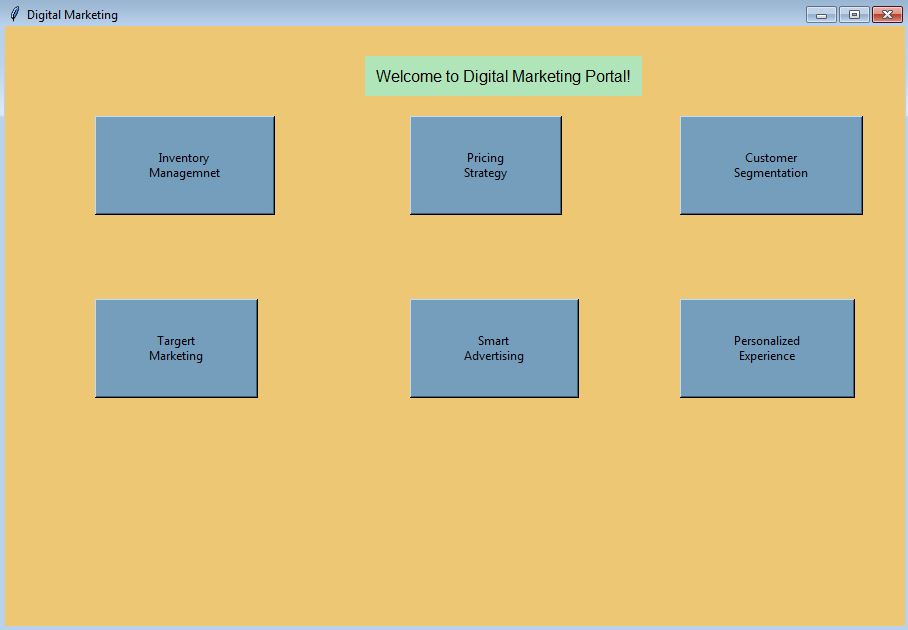 Digital Marketing
Welcome to Digital Marketing Portal!
Inventory
Managemnet
Pricing
Strategy
Customer
Segmentation
Targert
Marketing
Smart
Advertising
Personalized
Experience